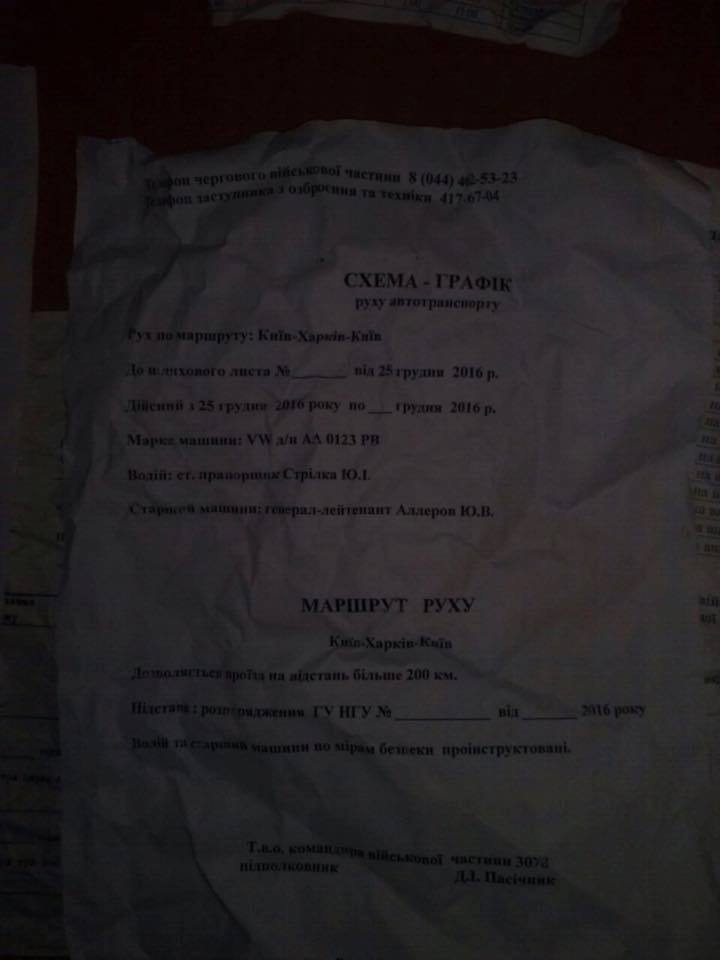 Телефон чергового військової частини 8 (044) 462-53-23
Телефон заступника з озброєння та техніки 417-67-04
СХЕМА - ГРАФІК
руху автотранспорту
Рух по маршруту: Київ-Харків-Київ
До шляхового листа №_______ від 25 грудня 2016 р.
Дійсний з 25 грудня 2016 року по ___ грудня 2016 р.
Марка машини: VW д/н АА 0123 РВ
Водій: ст. прапорщик Стрілка Ю.І.
Старший машини: генерал-лейтенант Аллеров Ю.В.
МАРШРУТ РУХУ
Київ-Харків-Київ
Дозволяється проїзд на відстань більше 200 км.
Підстава: розпорядження ГУ НГУ № _____________ від _______ 2016 року
Водій та старший машини по мірам безпеки проінструктовані.
Т.в.о. командира військової частини 3078
підполковник Д.І. Пасічник